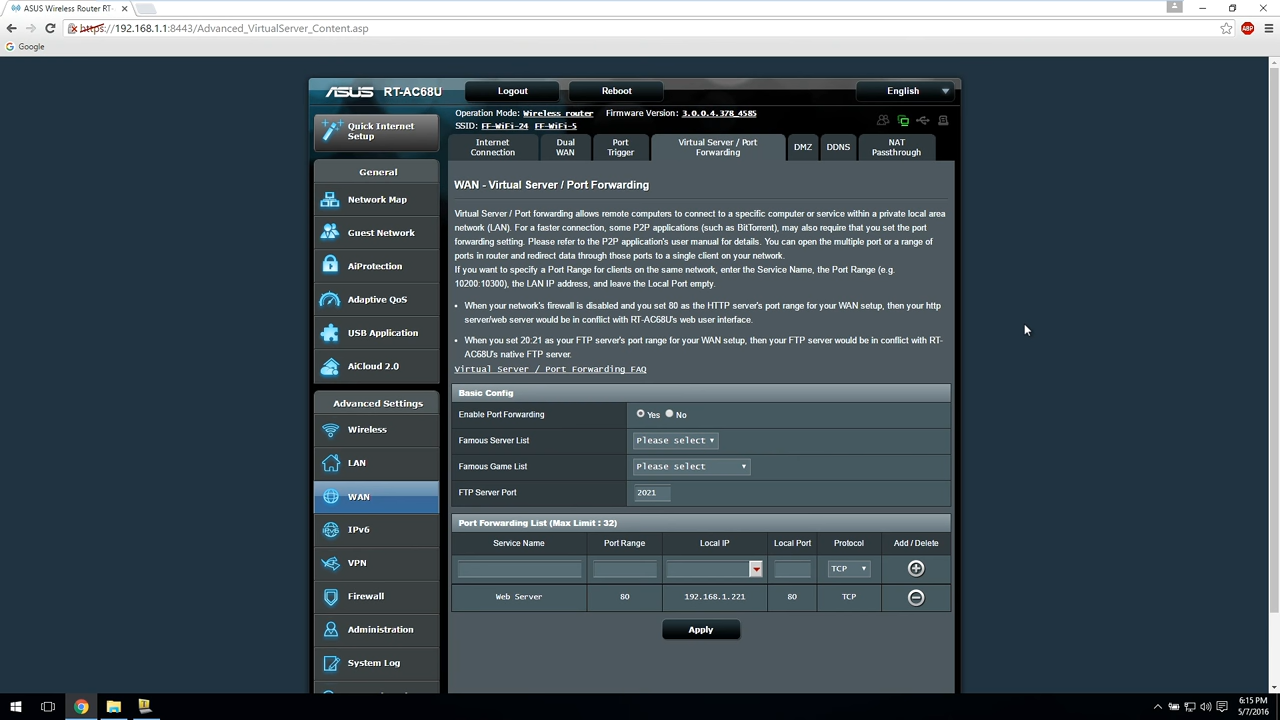 ASUS Wireless Router RT-
https://192.168.1.1:8443/Advanced_VirtualServer_Content.asp
ABP
Google
ASUS RT-AC68U
Logout
Reboot
English
Quick Internet Setup
Operation Mode: Wireless router Firmware Version: 3.0.0.4.378_4585
SSID: FF-WiFi-24 FF-WiFi-5
Internet Connection
Dual WAN
Port Trigger
Virtual Server / Port Forwarding
DMZ
DDNS
NAT Passthrough
General
Network Map
Guest Network
AiProtection
Adaptive QoS
USB Application
AiCloud 2.0
Advanced Settings
Wireless
LAN
WAN
IPv6
VPN
Firewall
Administration
System Log
WAN - Virtual Server / Port Forwarding
Virtual Server / Port forwarding allows remote computers to connect to a specific computer or service within a private local area
network (LAN). For a faster connection, some P2P applications (such as BitTorrent), may also require that you set the port
forwarding setting. Please refer to the P2P application's user manual for details. You can open the multiple port or a range of
ports in router and redirect data through those ports to a single client on your network.
If you want to specify a Port Range for clients on the same network, enter the Service Name, the Port Range (e.g.
10200:10300), the LAN IP address, and leave the Local Port empty.
• When your network's firewall is disabled and you set 80 as the HTTP server's port range for your WAN setup, then your http
server/web server would be in conflict with RT-AC68U's web user interface.
• When you set 20:21 as your FTP server's port range for your WAN setup, then your FTP server would be in conflict with RT-
AC68U's native FTP server.
Virtual Server / Port Forwarding FAQ
Basic Config
Enable Port Forwarding Yes No
Famous Server List Please select
Famous Game List Please select
FTP Server Port 2021
Port Forwarding List (Max Limit : 32)
Service Name Port Range Local IP Local Port Protocol Add / Delete
TCP
Web Server 80 192.168.1.221 80 TCP
Apply
6:15 PM
5/7/2016